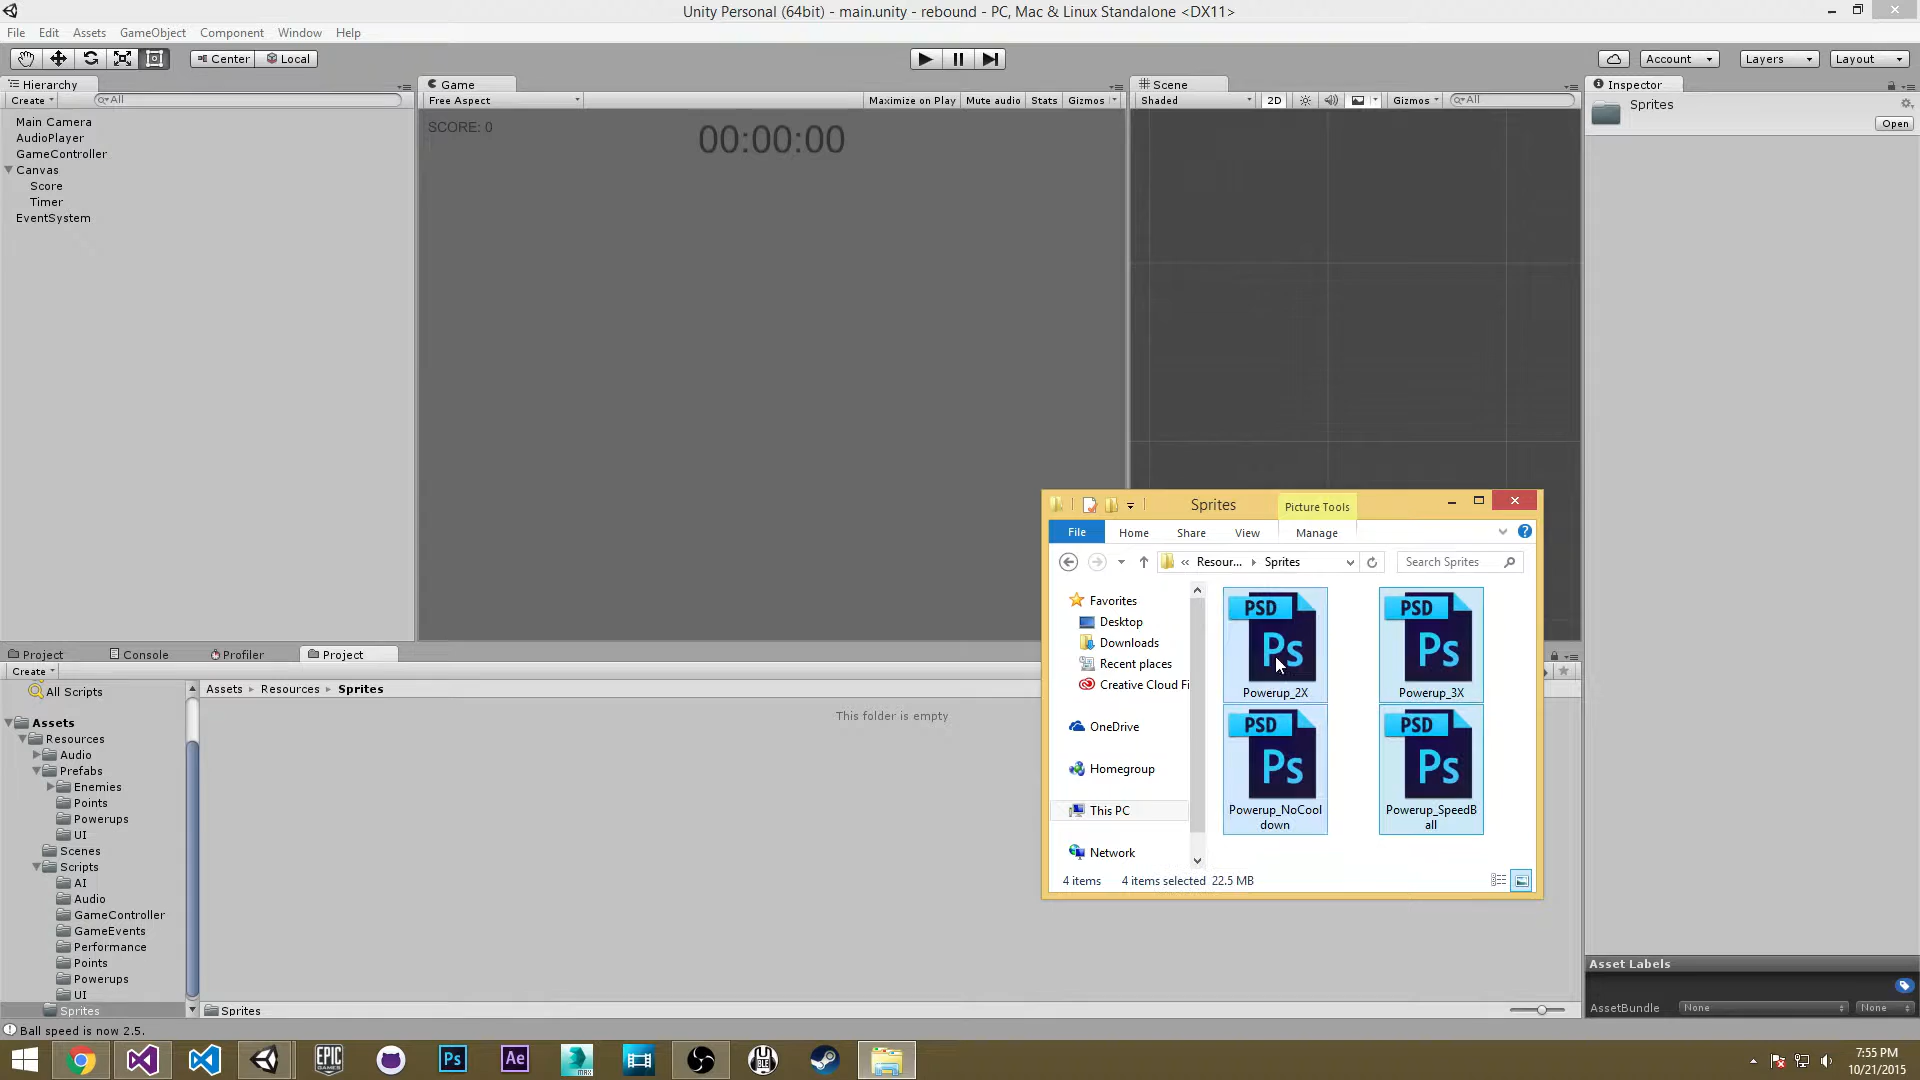 Unity Personal (64bit) - main.unity - rebound - PC, Mac & Linux Standalone <DX11>
File Edit Assets GameObject Component Window Help
Center Local Account Layers Layout
Hierarchy Game Scene Inspector
Create All Free Aspect Maximize on Play Mute audio Stats Gizmos Shaded 2D Gizmos All Sprites
Open
Main Camera
AudioPlayer
GameController
Canvas
Score
Timer
EventSystem
SCORE: 0 00:00:00
Sprites Picture Tools
File Home Share View Manage
« Resour... Sprites Search Sprites
Favorites
Desktop
Downloads
Recent places
Creative Cloud Fi
OneDrive
Homegroup
This PC
Network
PSD Ps
Powerup_2X
PSD Ps
Powerup_3X
PSD Ps
Powerup_NoCool
down
PSD Ps
Powerup_SpeedB
all
4 items 4 items selected 22.5 MB
Project Console Profiler Project
Create
All Scripts
Assets
Resources
Audio
Prefabs
Enemies
Points
Powerups
UI
Scenes
Scripts
AI
Audio
GameController
GameEvents
Performance
Points
Powerups
UI
Sprites
Assets Resources Sprites
This folder is empty
Sprites
Asset Labels
AssetBundle None None
Ball speed is now 2.5.
EPIC GAMES
Ps
Ae
MAX
7:55 PM
10/21/2015